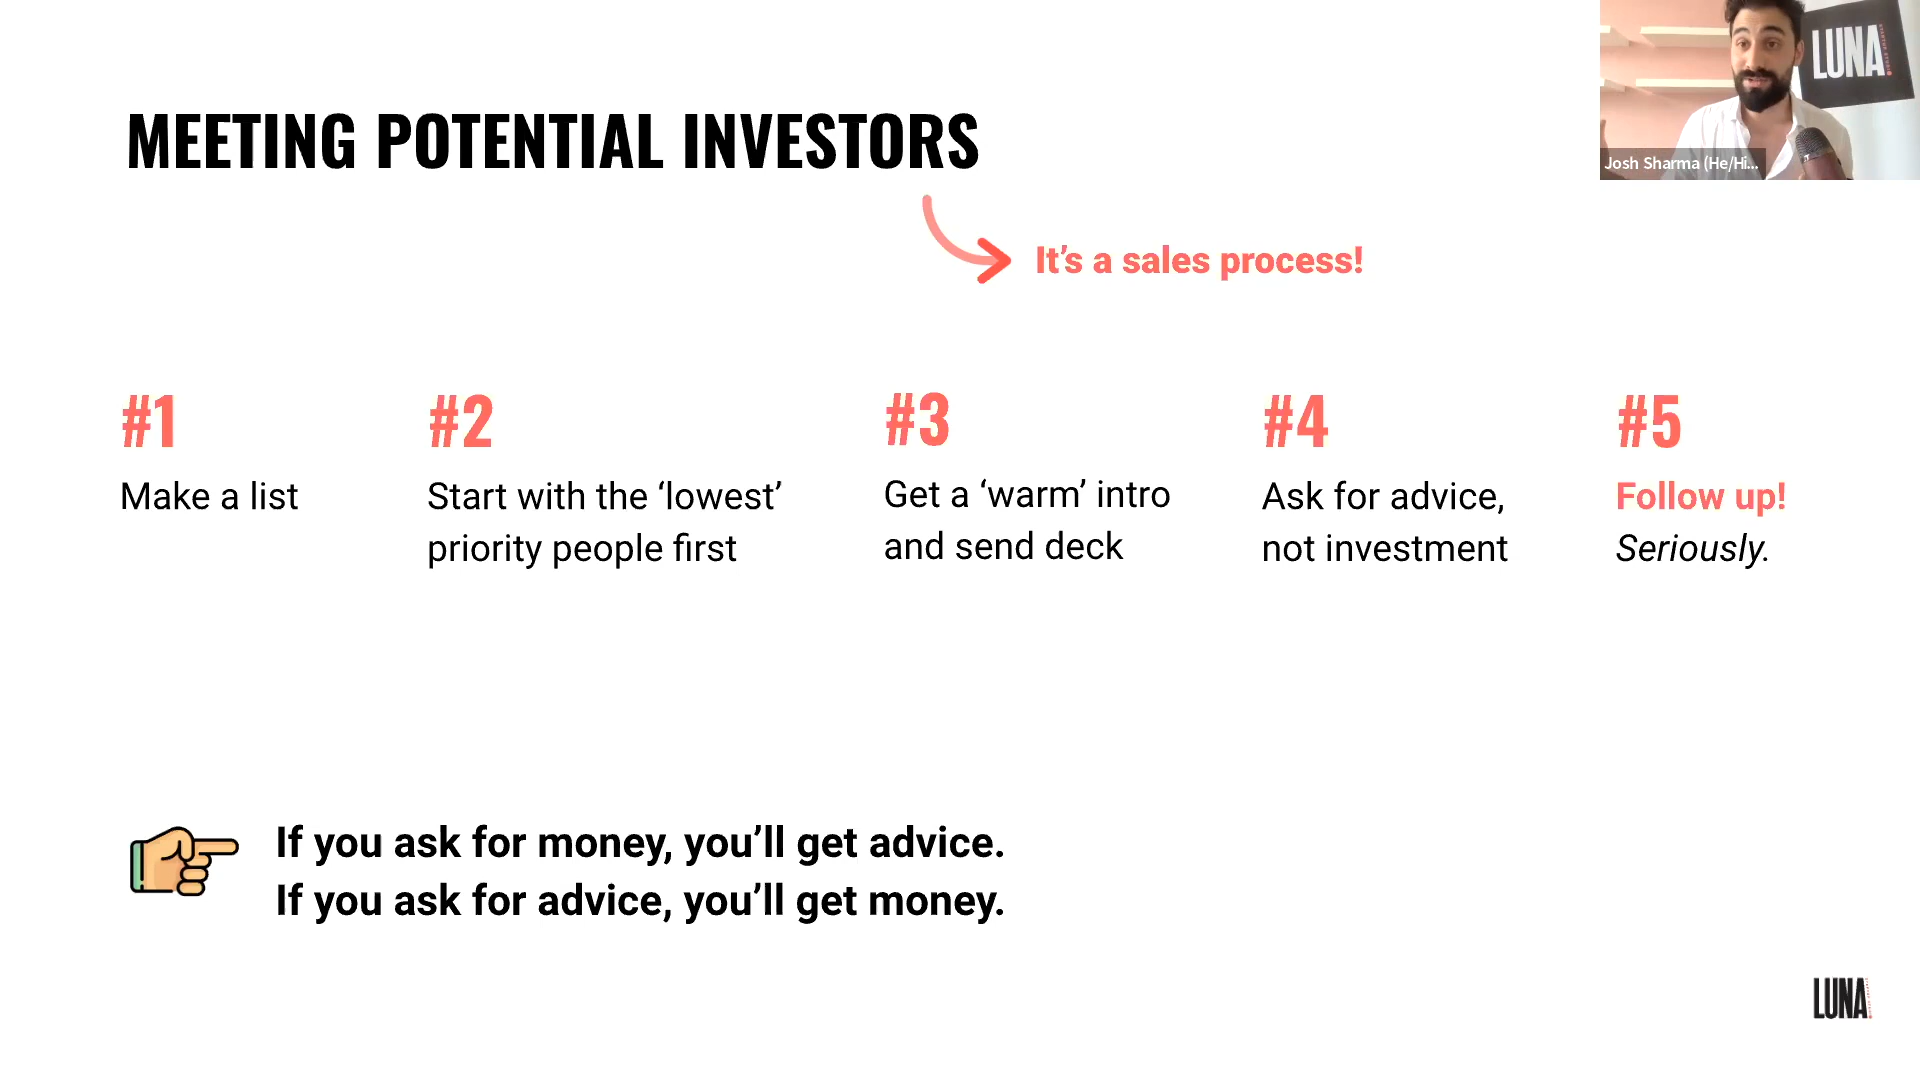 MEETING POTENTIAL INVESTORS
LUNA
Josh Sharma (He/Hi...
It’s a sales process!
#1
Make a list
#2
Start with the ‘lowest’
priority people first
#3
Get a ‘warm’ intro
and send deck
#4
Ask for advice,
not investment
#5
Follow up!
Seriously.
If you ask for money, you’ll get advice.
If you ask for advice, you’ll get money.
LUNA